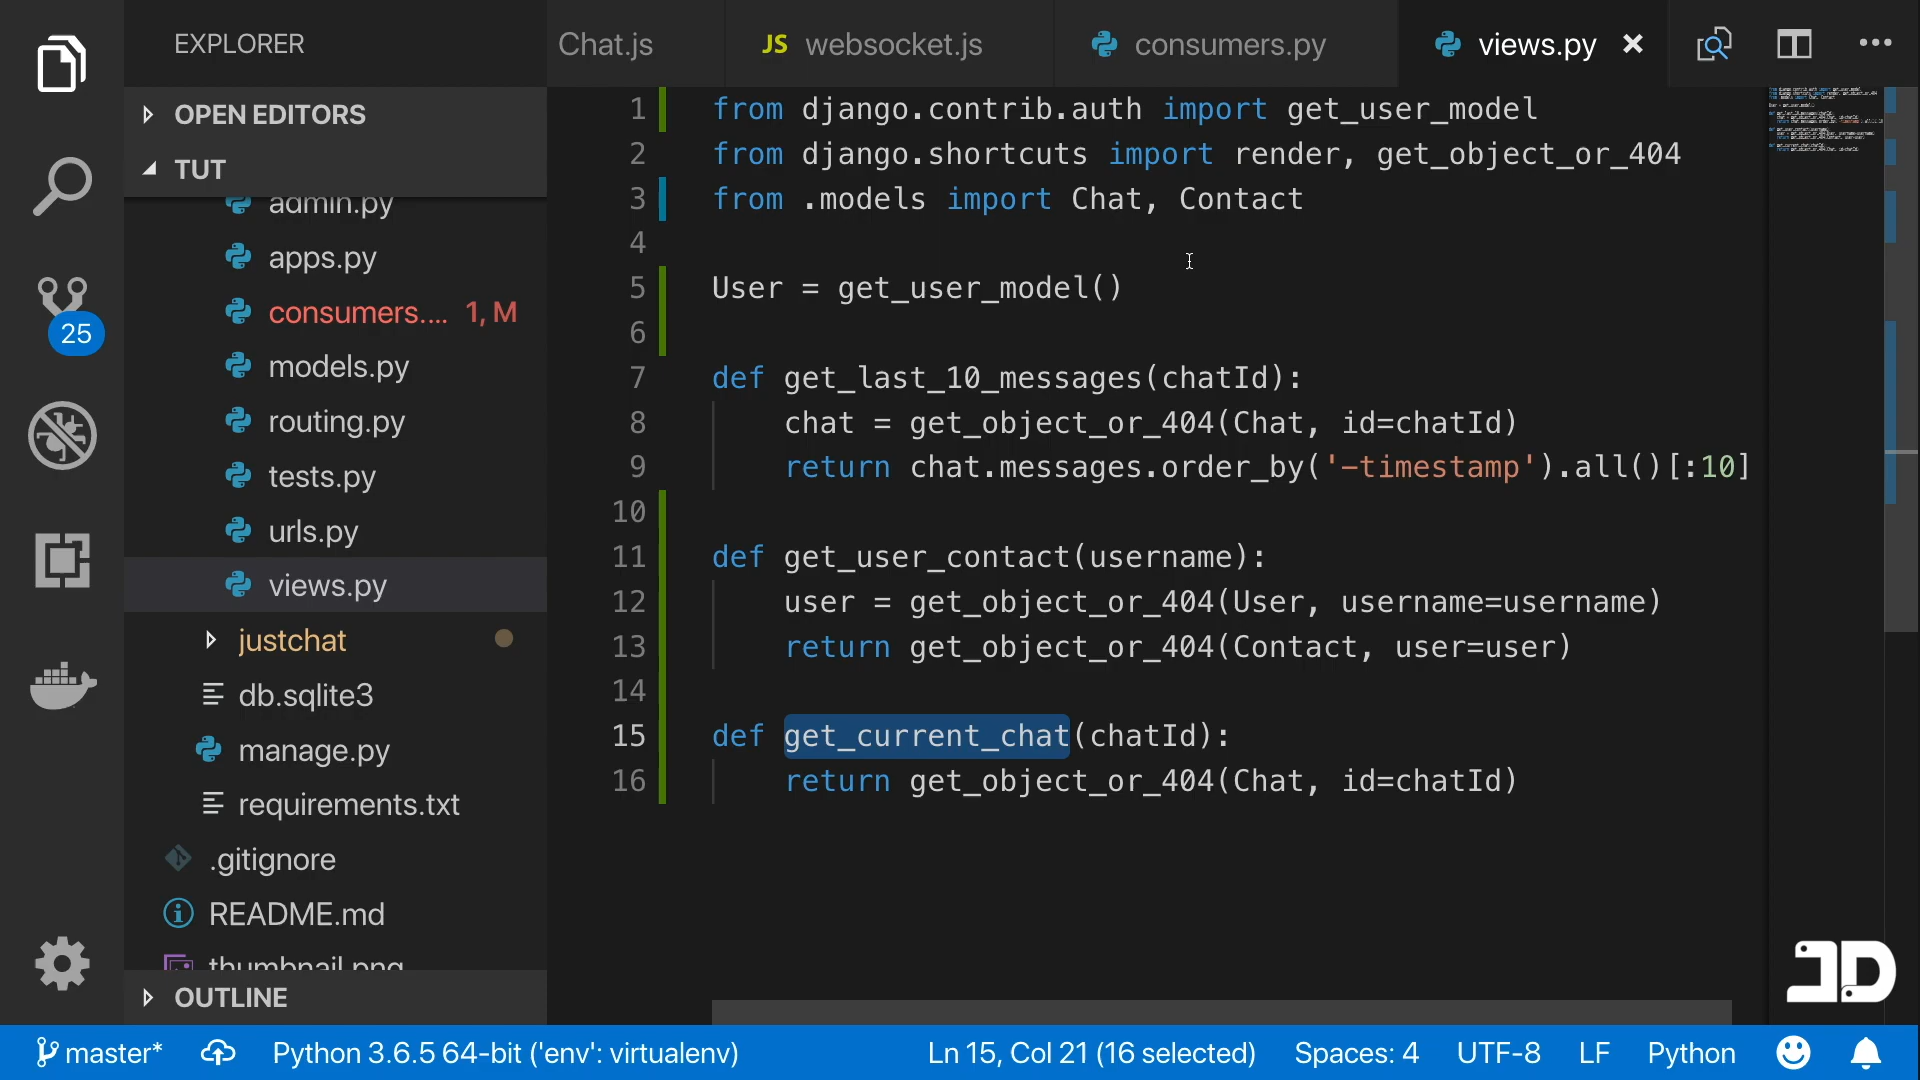 EXPLORER
Chat.js
JS websocket.js
consumers.py
views.py
OPEN EDITORS
TUT
admin.py
apps.py
consumers.... 1, M
models.py
routing.py
tests.py
urls.py
views.py
justchat
db.sqlite3
manage.py
requirements.txt
.gitignore
README.md
thumbnail.png
OUTLINE
25
1 from django.contrib.auth import get_user_model
2 from django.shortcuts import render, get_object_or_404
3 from .models import Chat, Contact
4
5 User = get_user_model()
6
7 def get_last_10_messages(chatId):
8 chat = get_object_or_404(Chat, id=chatId)
9 return chat.messages.order_by('-timestamp').all()[:10]
10
11 def get_user_contact(username):
12 user = get_object_or_404(User, username=username)
13 return get_object_or_404(Contact, user=user)
14
15 def get_current_chat(chatId):
16 return get_object_or_404(Chat, id=chatId)
JD
master* Python 3.6.5 64-bit ('env': virtualenv) Ln 15, Col 21 (16 selected) Spaces: 4 UTF-8 LF Python